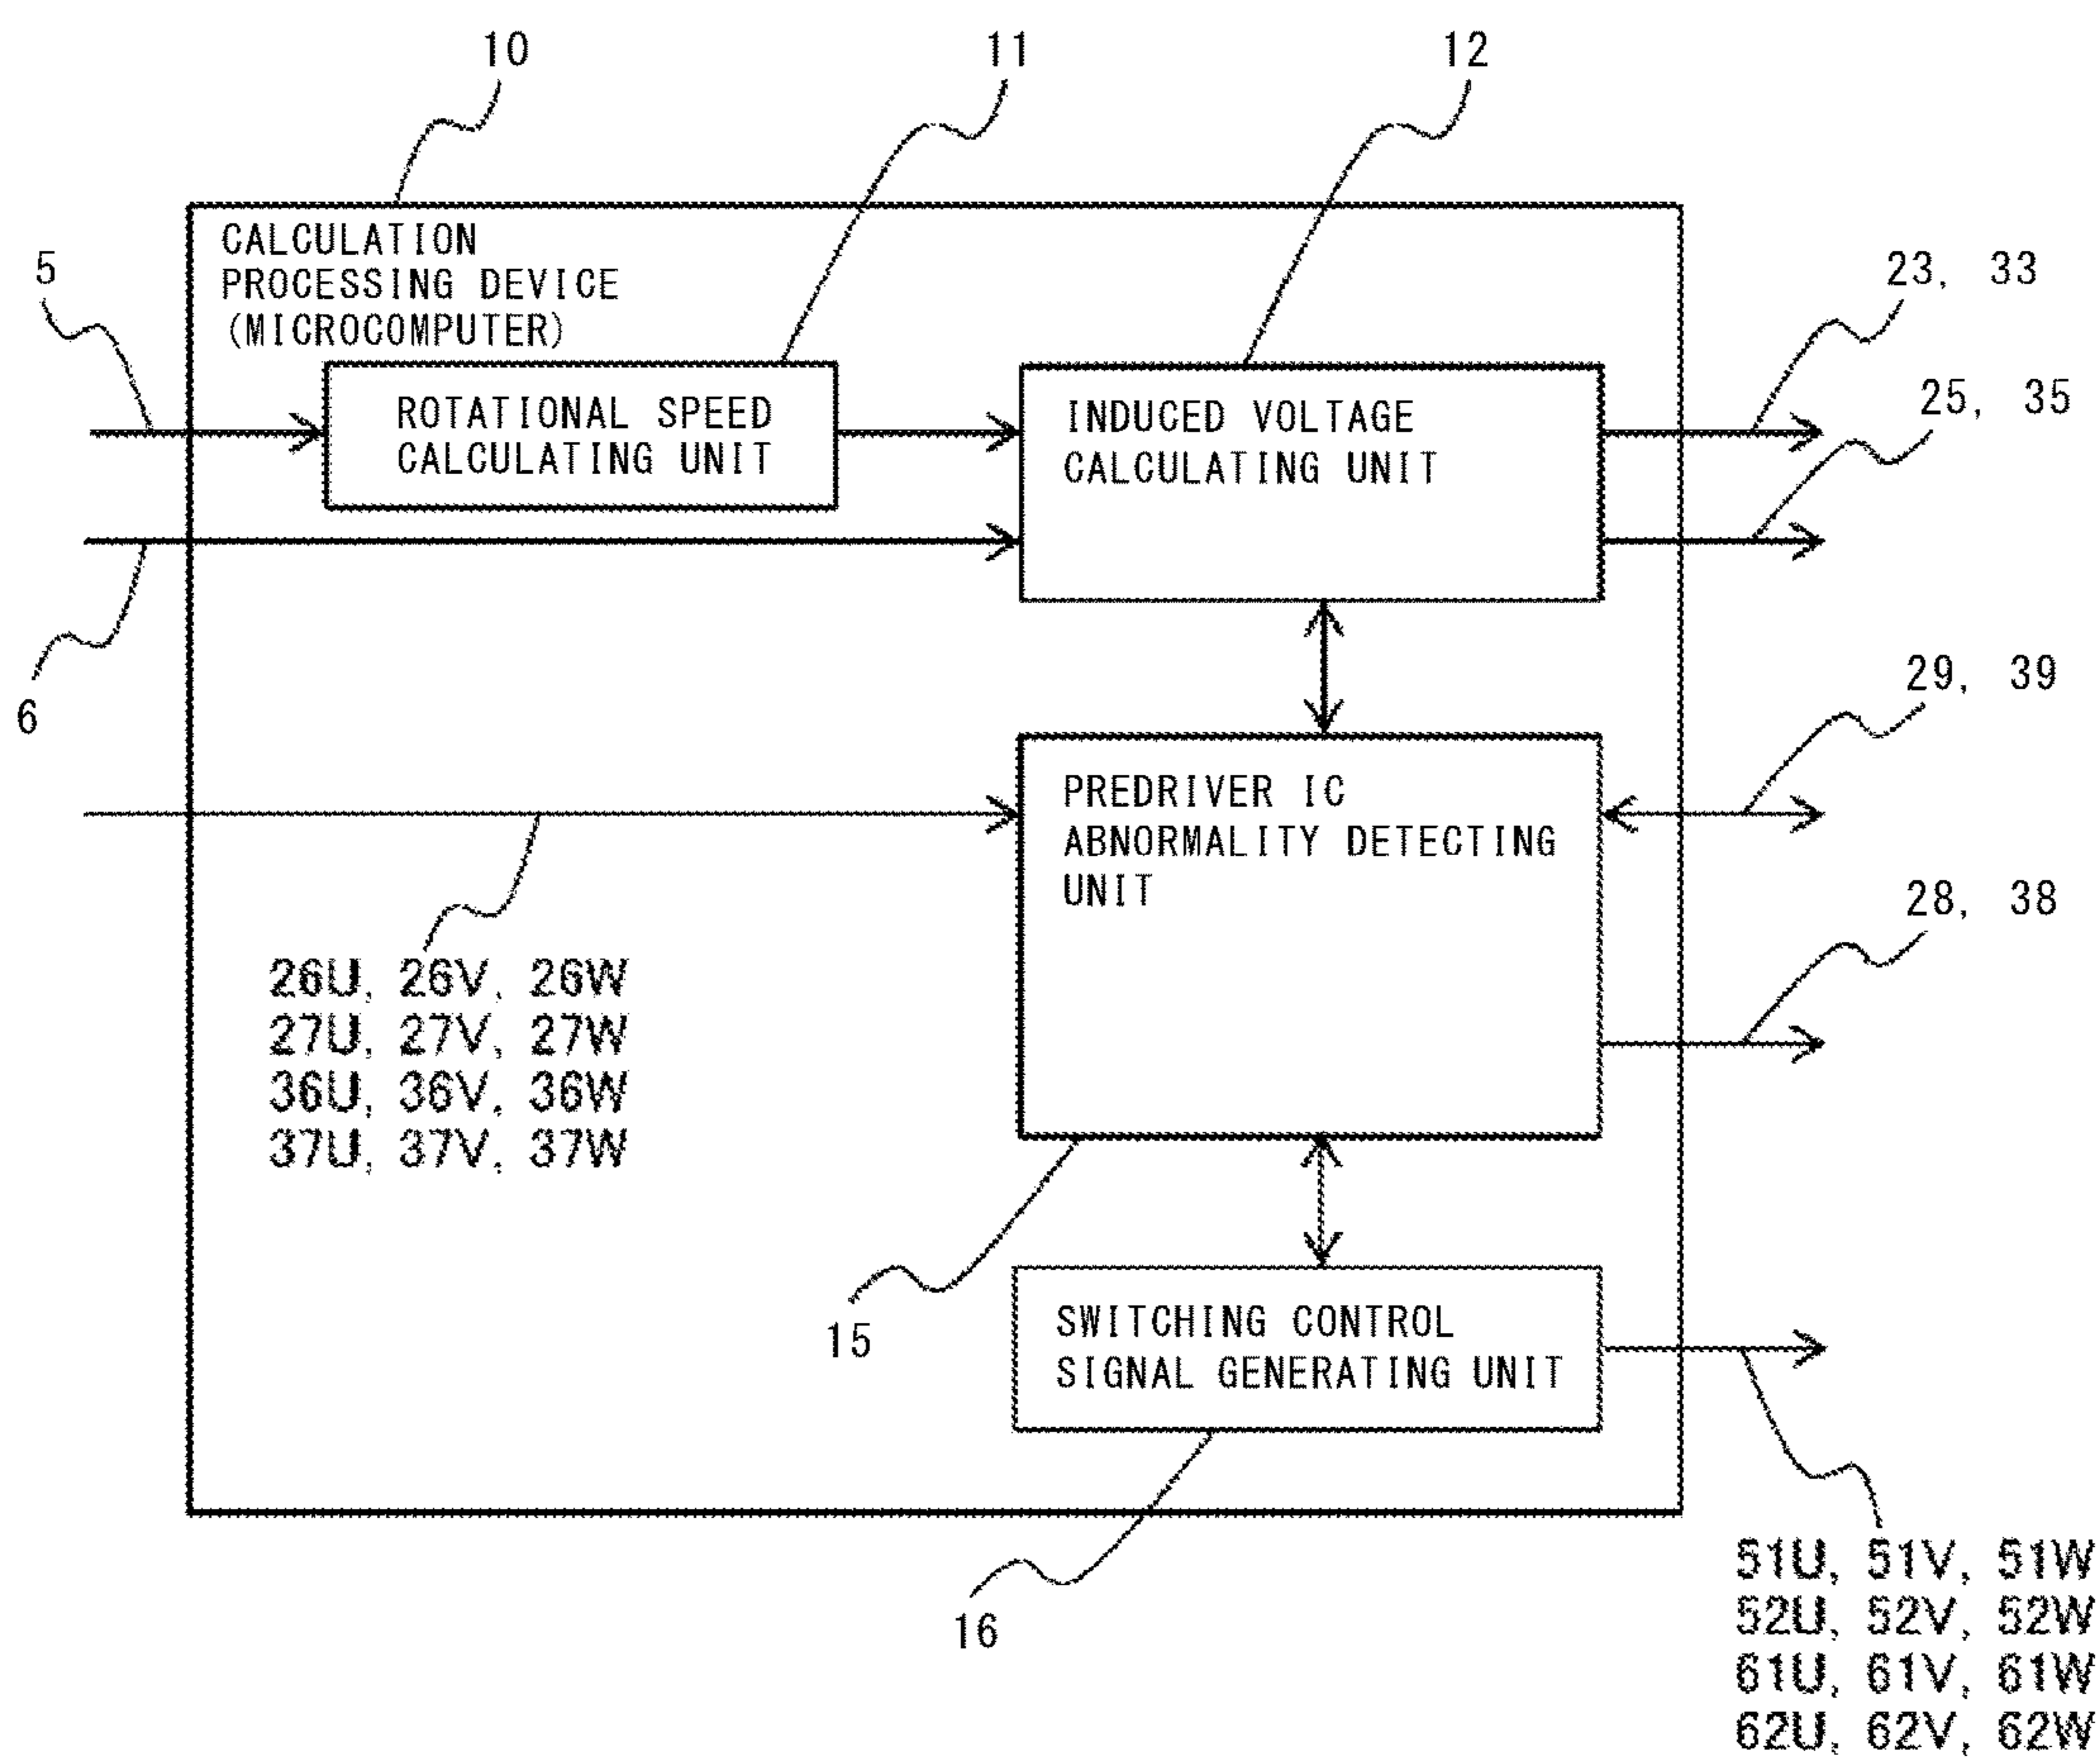 10
11
12
CALCULATION
PROCESSING DEVICE
(MICROCOMPUTER)
5
23, 33
ROTATIONAL SPEED
CALCULATING UNIT
INDUCED VOLTAGE
CALCULATING UNIT
25, 35
6
29, 39
PREDRIVER IC
ABNORMALITY DETECTING
UNIT
28, 38
26U, 26V, 26W
27U, 27V, 27W
36U, 36V, 36W
37U, 37V, 37W
15
SWITCHING CONTROL
SIGNAL GENERATING UNIT
16
51U, 51V, 51W
52U, 52V, 52W
61U, 61V, 61W
62U, 62V, 62W